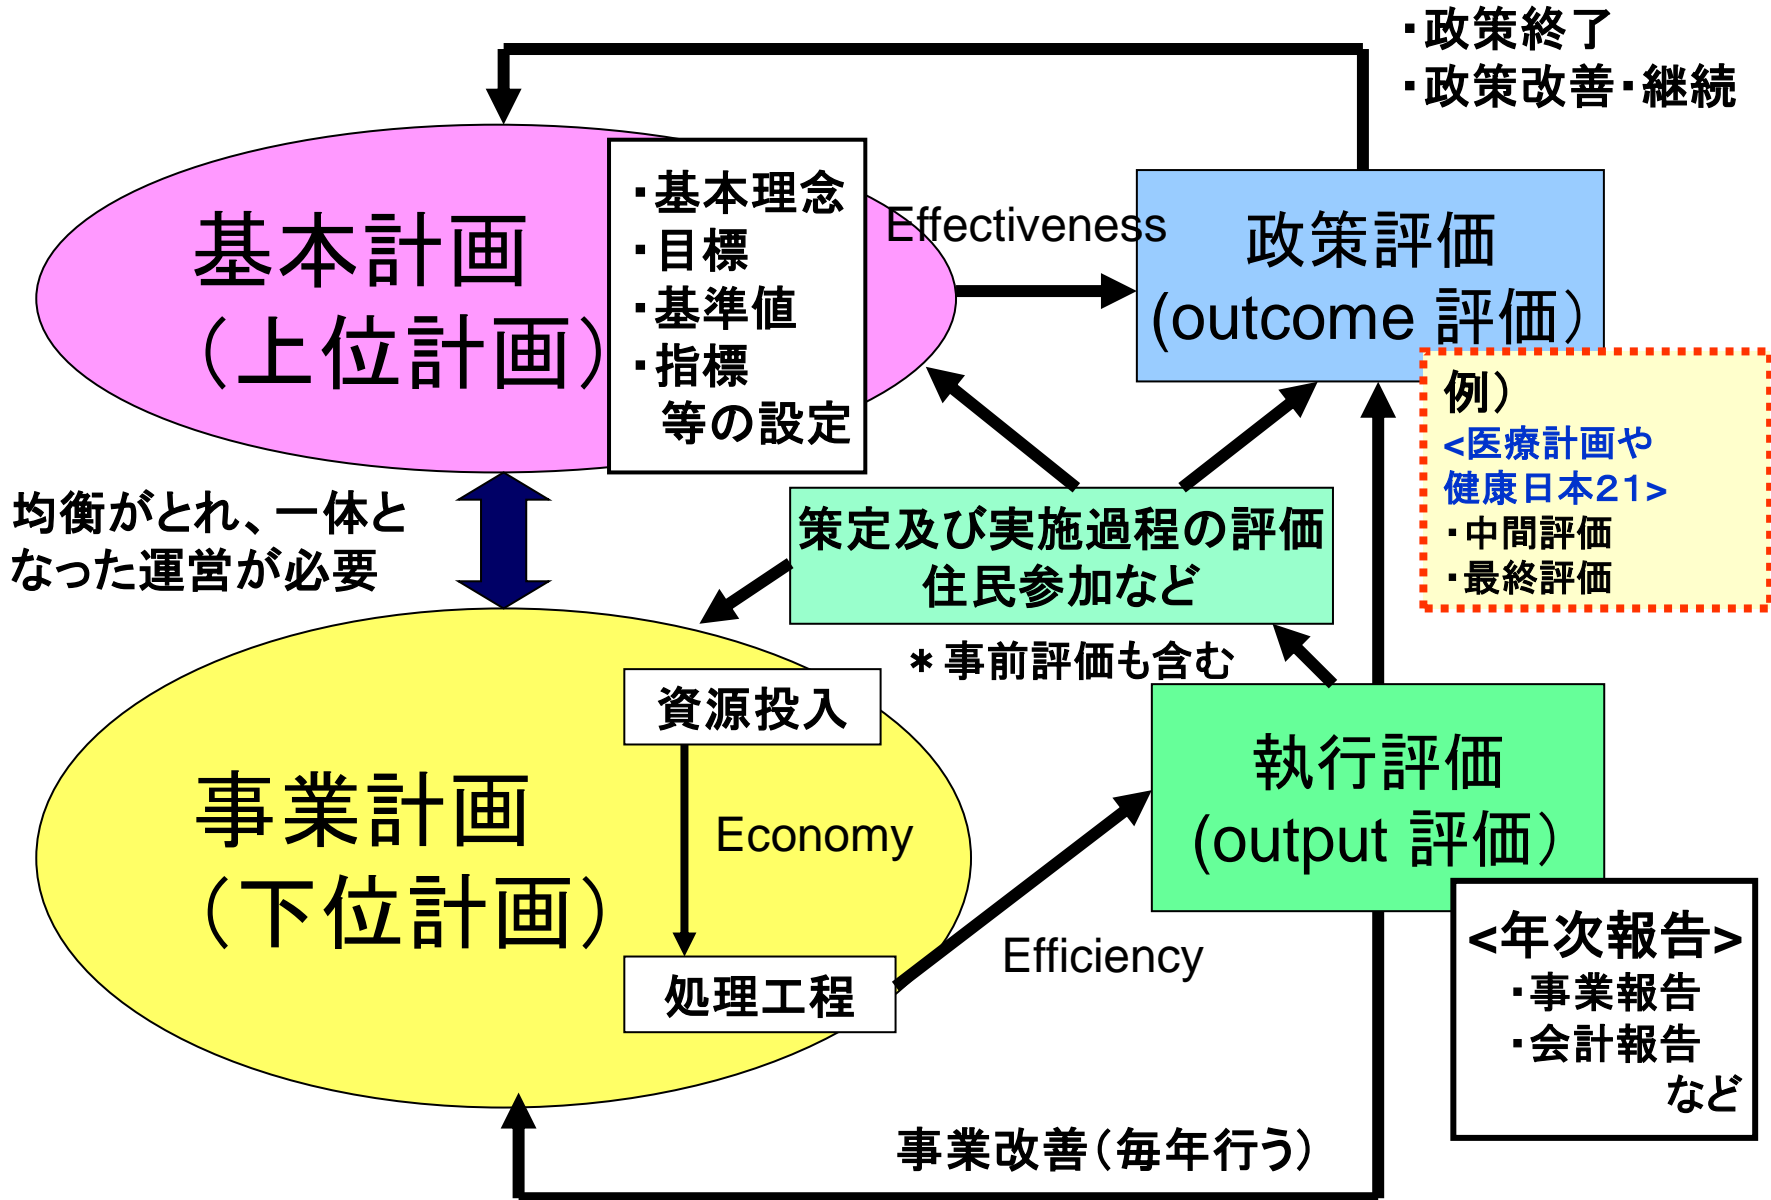 ・政策終了
・政策改善・継続
基本計画
（上位計画）
・基本理念
・目標
・基準値
・指標
等の設定
Effectiveness
政策評価
(outcome 評価）
例）
<医療計画や
健康日本２１>
・中間評価
・最終評価
均衡がとれ、一体と
なった運営が必要
策定及び実施過程の評価
住民参加など
＊事前評価も含む
事業計画
（下位計画）
資源投入
Economy
処理工程
Efficiency
執行評価
(output 評価）
<年次報告>
・事業報告
・会計報告
など
事業改善（毎年行う）